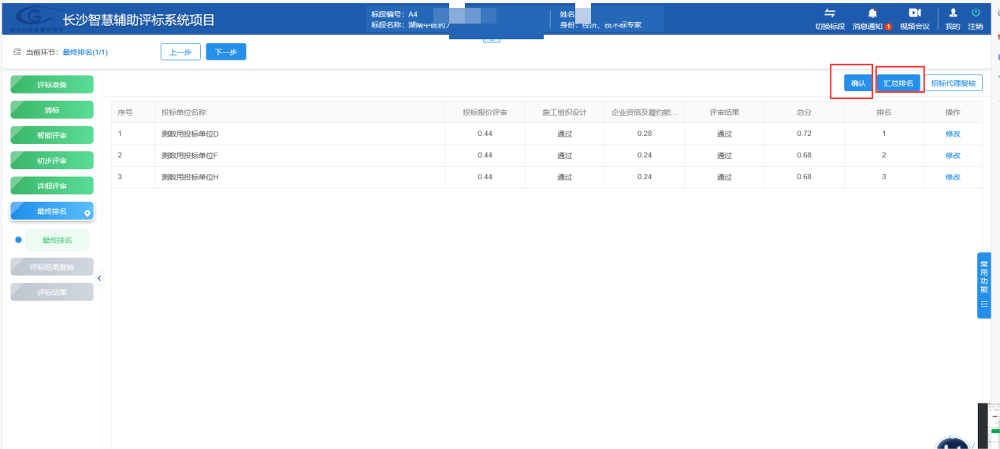 长沙智慧辅助评标系统项目
标段编号：A4
标段名称：湖南中医药
姓名
身份：经济、技术标专家
切换标段 消息通知 1 视频会议 我的 注销
当前环节：最终排名(1/1) 上一步 下一步
确认 汇总排名 招标代理复核
评标准备
清标
智能评审
初步评审
详细评审
最终排名
最终排名
评标结果复核
评标结果
序号 投标单位名称 投标报价评审 施工组织设计 企业资信及履约能... 评审结果 总分 排名 操作
1 测数用投标单位D 0.44 通过 0.28 通过 0.72 1 修改
2 测数用投标单位F 0.44 通过 0.24 通过 0.68 2 修改
3 测数用投标单位H 0.44 通过 0.24 通过 0.68 3 修改
常用功能